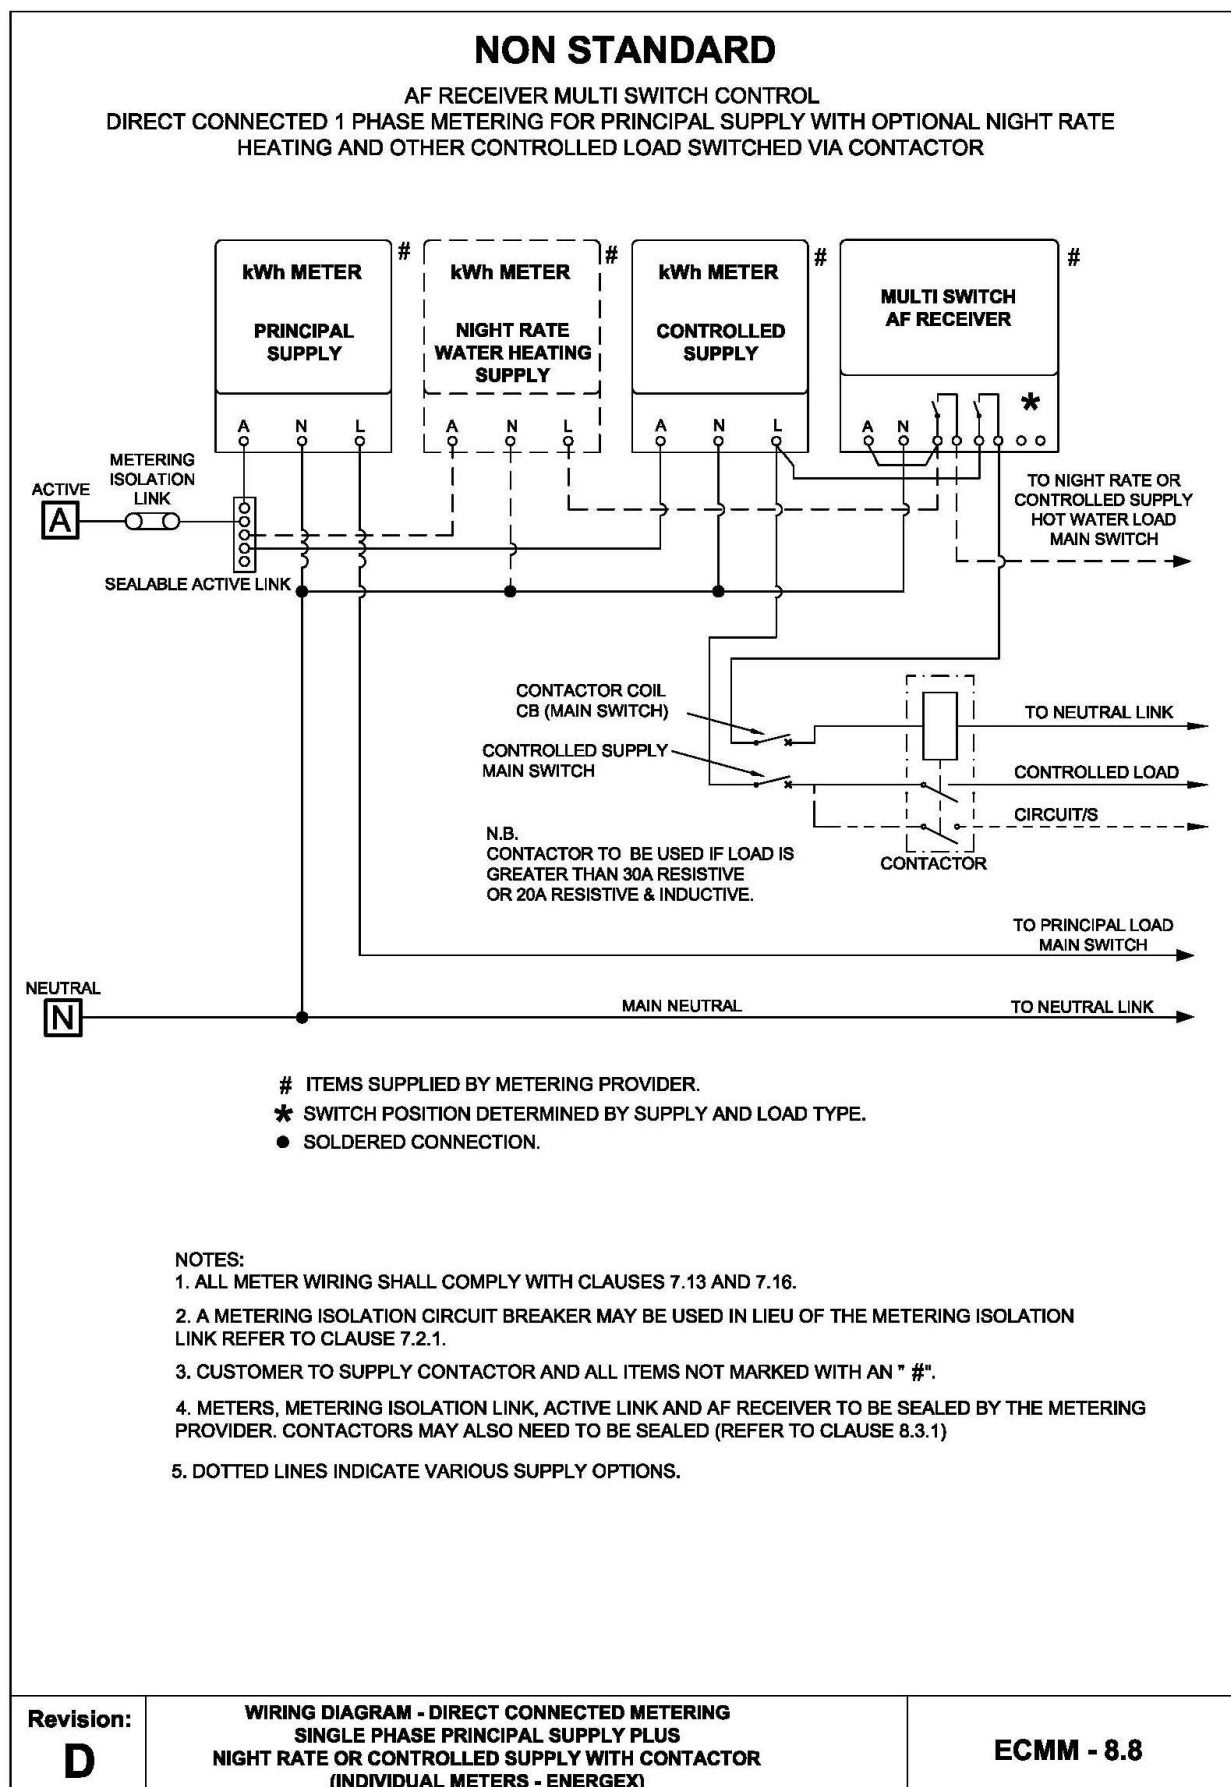 NON STANDARD
AF RECEIVER MULTI SWITCH CONTROL
DIRECT CONNECTED 1 PHASE METERING FOR PRINCIPAL SUPPLY WITH OPTIONAL NIGHT RATE
HEATING AND OTHER CONTROLLED LOAD SWITCHED VIA CONTACTOR
kWh METER
PRINCIPAL
SUPPLY
#
A N L
kWh METER
NIGHT RATE
WATER HEATING
SUPPLY
#
A N L
kWh METER
CONTROLLED
SUPPLY
#
A N L
MULTI SWITCH
AF RECEIVER
#
*
A N
METERING
ISOLATION
LINK
ACTIVE
A
SEALABLE ACTIVE LINK
TO NIGHT RATE OR
CONTROLLED SUPPLY
HOT WATER LOAD
MAIN SWITCH
CONTACTOR COIL
CB (MAIN SWITCH)
CONTROLLED SUPPLY
MAIN SWITCH
TO NEUTRAL LINK
CONTROLLED LOAD
CIRCUIT/S
CONTACTOR
N.B.
CONTACTOR TO BE USED IF LOAD IS
GREATER THAN 30A RESISTIVE
OR 20A RESISTIVE & INDUCTIVE.
TO PRINCIPAL LOAD
MAIN SWITCH
NEUTRAL
N
MAIN NEUTRAL
TO NEUTRAL LINK
# ITEMS SUPPLIED BY METERING PROVIDER.
* SWITCH POSITION DETERMINED BY SUPPLY AND LOAD TYPE.
● SOLDERED CONNECTION.
NOTES:
1. ALL METER WIRING SHALL COMPLY WITH CLAUSES 7.13 AND 7.16.
2. A METERING ISOLATION CIRCUIT BREAKER MAY BE USED IN LIEU OF THE METERING ISOLATION
LINK REFER TO CLAUSE 7.2.1.
3. CUSTOMER TO SUPPLY CONTACTOR AND ALL ITEMS NOT MARKED WITH AN " #".
4. METERS, METERING ISOLATION LINK, ACTIVE LINK AND AF RECEIVER TO BE SEALED BY THE METERING
PROVIDER. CONTACTORS MAY ALSO NEED TO BE SEALED (REFER TO CLAUSE 8.3.1)
5. DOTTED LINES INDICATE VARIOUS SUPPLY OPTIONS.
Revision:
D
WIRING DIAGRAM - DIRECT CONNECTED METERING
SINGLE PHASE PRINCIPAL SUPPLY PLUS
NIGHT RATE OR CONTROLLED SUPPLY WITH CONTACTOR
(INDIVIDUAL METERS - ENERGEX)
ECMM - 8.8